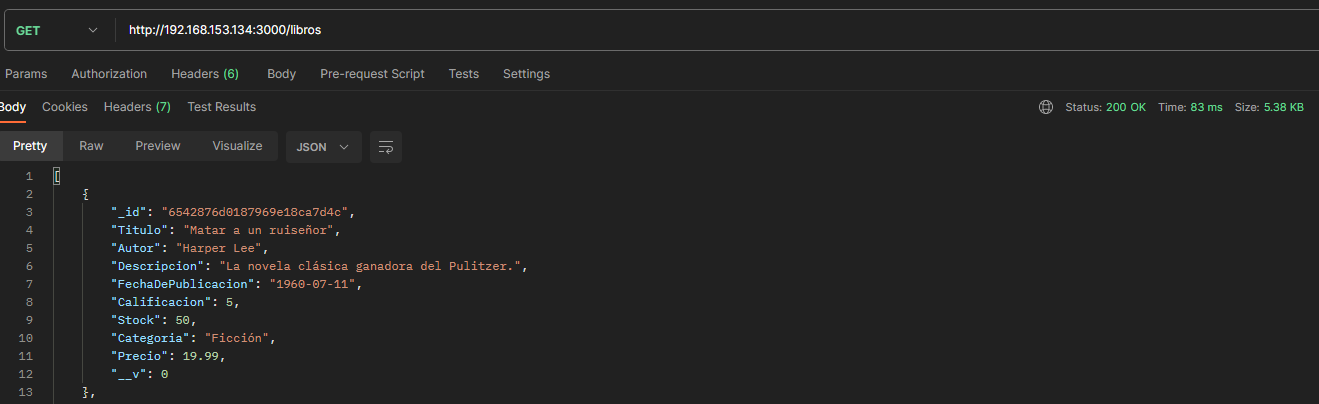 GET http://192.168.153.134:3000/libros
Params Authorization Headers (6) Body Pre-request Script Tests Settings
Body Cookies Headers (7) Test Results Status: 200 OK Time: 83 ms Size: 5.38 KB
Pretty Raw Preview Visualize JSON
1 [
2 {
3 "_id": "6542876d0187969e18ca7d4c",
4 "Titulo": "Matar a un ruiseñor",
5 "Autor": "Harper Lee",
6 "Descripcion": "La novela clásica ganadora del Pulitzer.",
7 "FechaDePublicacion": "1960-07-11",
8 "Calificacion": 5,
9 "Stock": 50,
10 "Categoria": "Ficción",
11 "Precio": 19.99,
12 "__v": 0
13 },